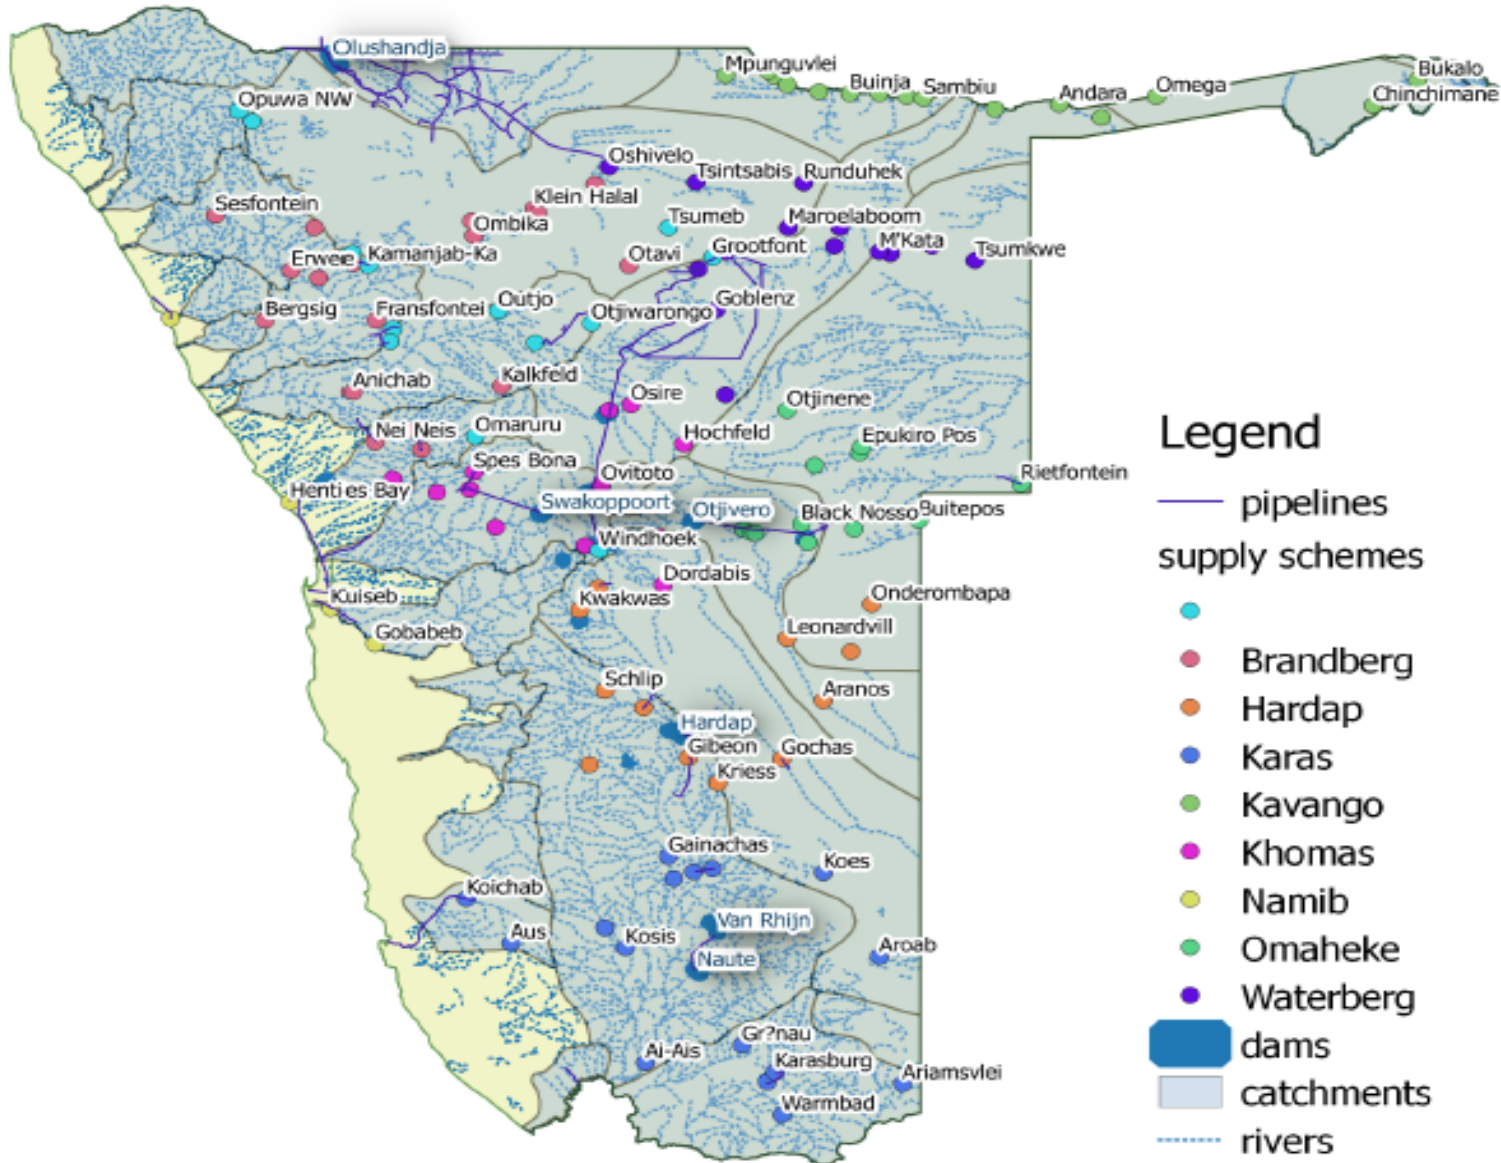 Olushandja
Mpunguvlei
Buinja
Sambiu
Andara
Omega
Bukalo
Chinchimane
Opuwa NW
Oshivelo
Tsintsabis
Runduhek
Klein Halal
Sesfontein
Ombika
Tsumeb
Maroelaboom
M'Kata
Tsumkwe
Erwee
Kamanjab-Ka
Otavi
Grootfont
Bergsig
Fransfontei
Outjo
Otjiwarongo
Goblenz
Anichab
Kalkfeld
Osire
Otjinene
Nei Neis
Omaruru
Hochfeld
Epukiro Pos
Spes Bona
Ovitoto
Rietfontein
Henties Bay
Swakoppoort
Otjivero
Black Nosso
Buitepos
Windhoek
Dordabis
Kuiseb
Kwakwas
Onderombapa
Gobabeb
Leonardvill
Schlip
Aranos
Hardap
Gibeon
Gochas
Kriess
Gainachas
Koes
Koichab
Aus
Kosis
Van Rhijn
Aroab
Naute
Gr?nau
Ai-Ais
Karasburg
Ariamsvlei
Warmbad
Legend
pipelines
supply schemes
Brandberg
Hardap
Karas
Kavango
Khomas
Namib
Omaheke
Waterberg
dams
catchments
rivers